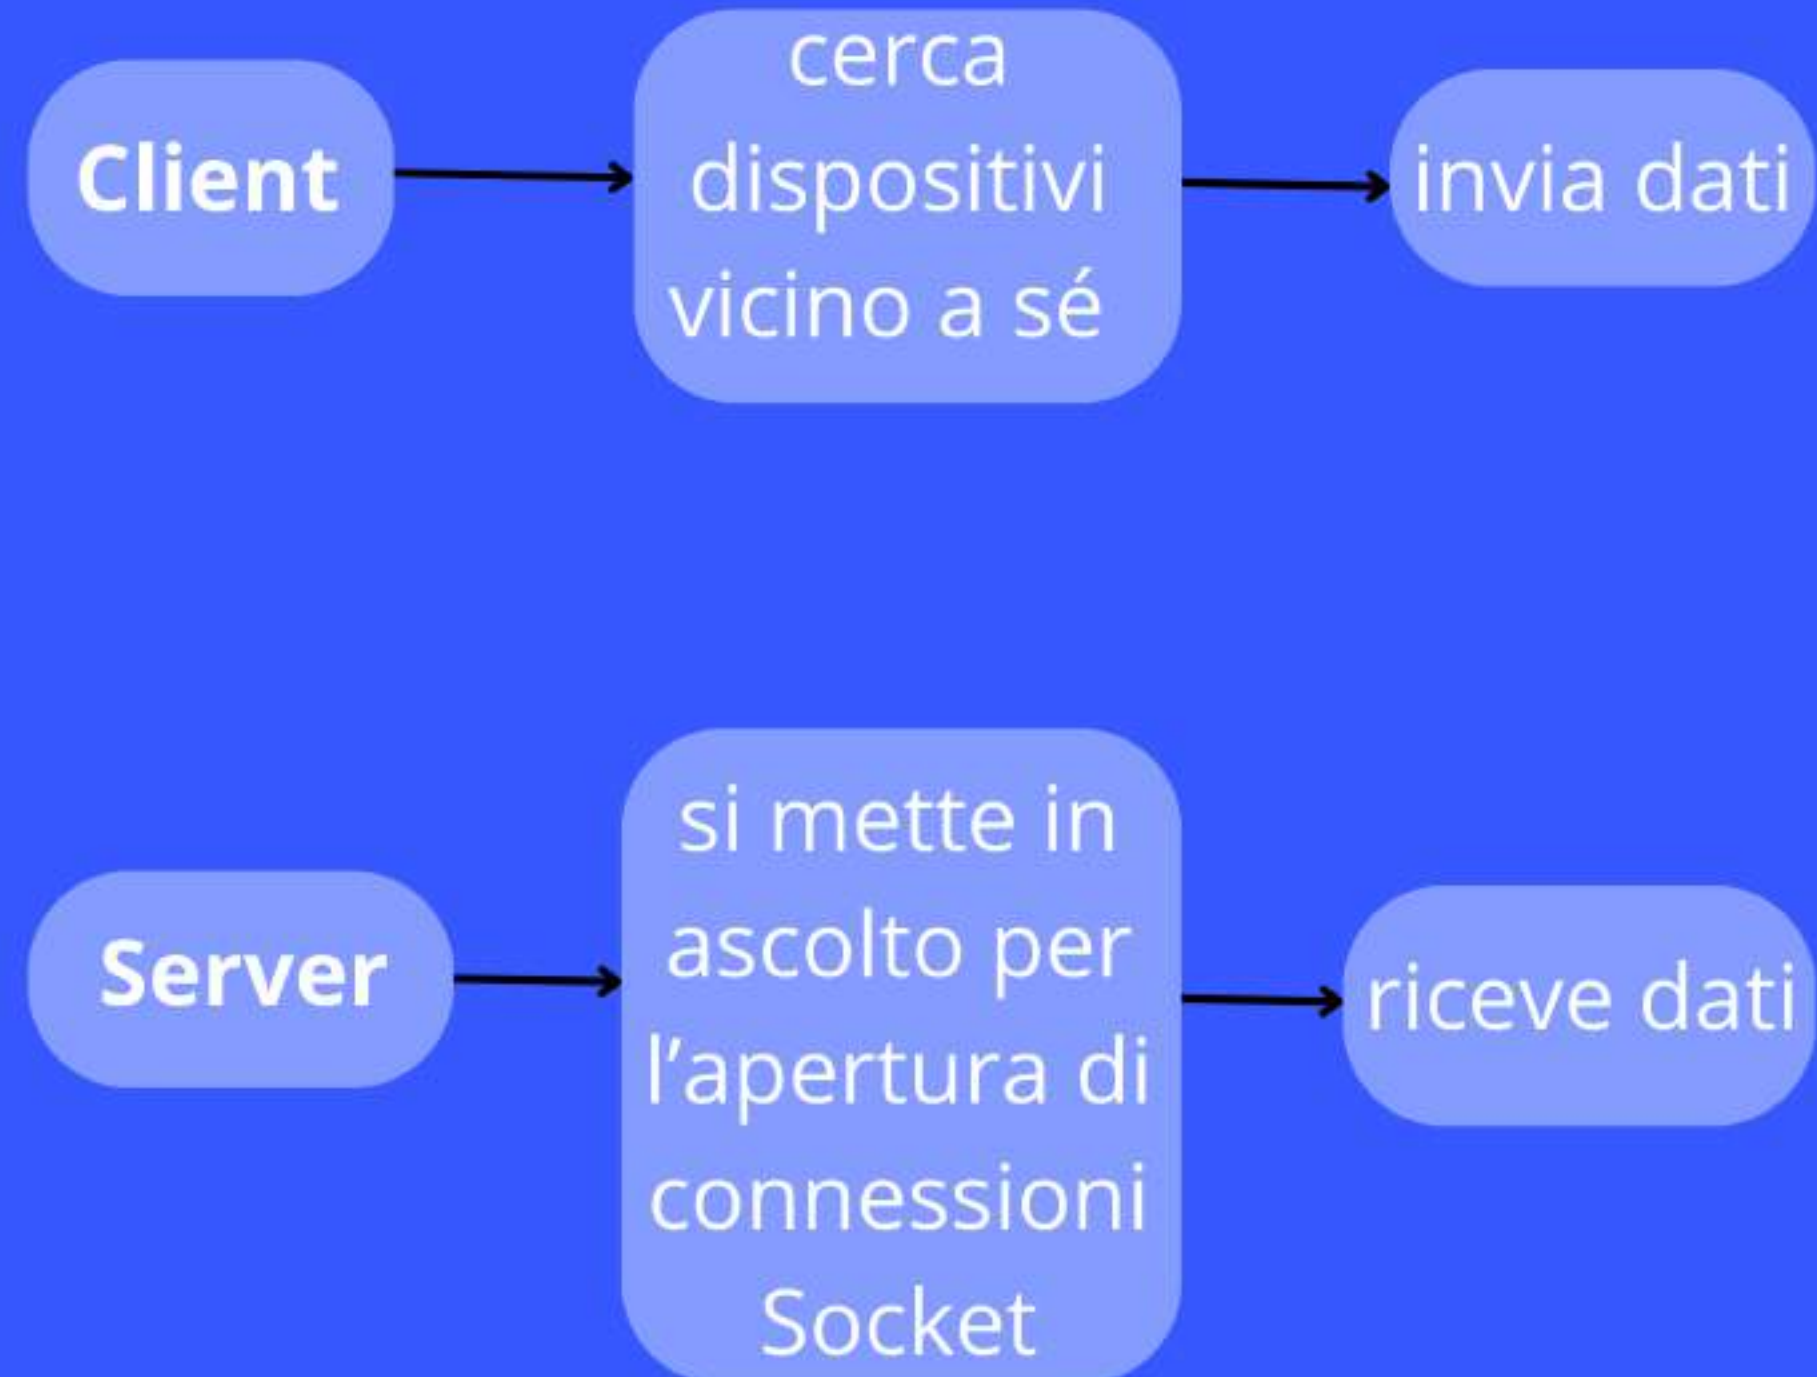 Client
cerca
dispositivi
vicino a sé
invia dati
Server
si mette in
ascolto per
l’apertura di
connessioni
Socket
riceve dati